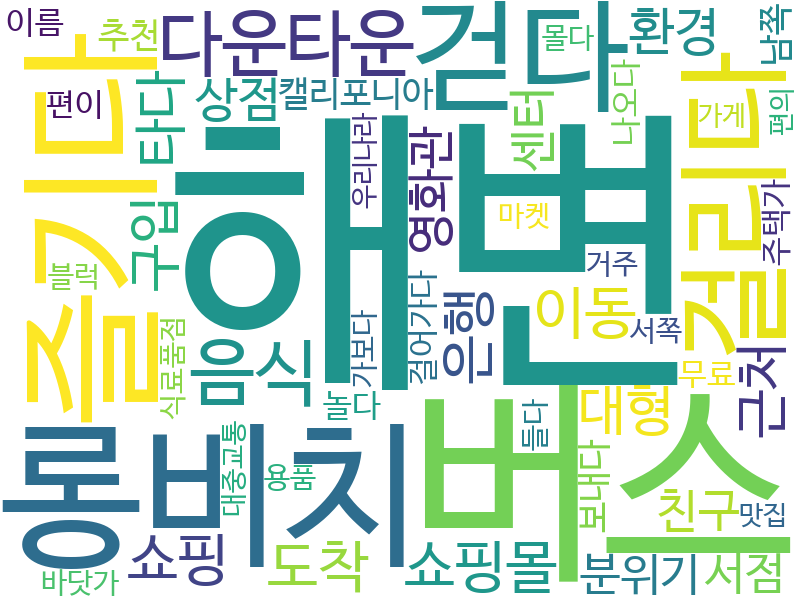 이름
추천
다운타운
걷다
몰다
환경
남쪽
즐기다
편이
타다
상점
캘리포니아
우리나라
영화관
센터
나오다
가게
편의
걸리다
애변
구입
마켓
주택가
블럭
거주
이동
서쪽
은행
걸어가다
가보다
음식
식료품점
놀다
무료
근처
대형
들다
버스
롱비치
대중교통
용품
보내다
친구
맛집
쇼핑
도착
쇼핑몰
분위기
서점
바닷가